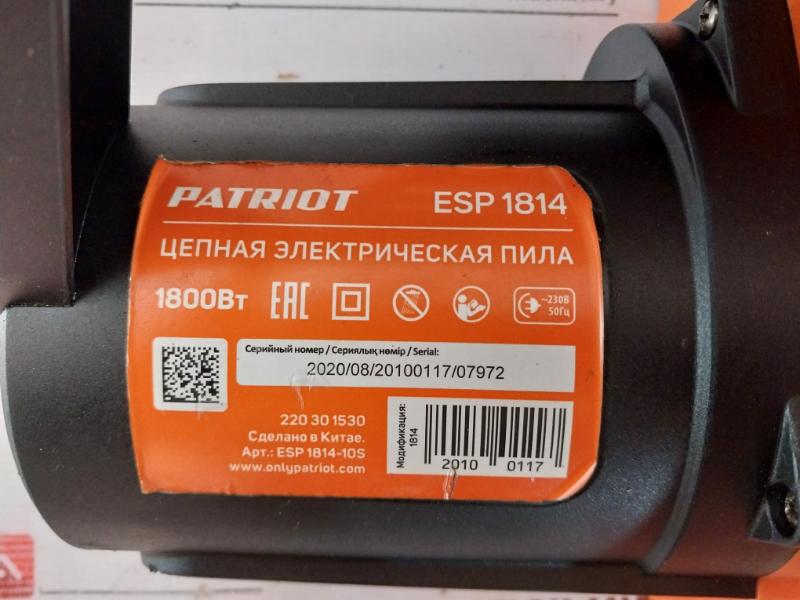 PATRIOT ESP 1814
ЦЕПНАЯ ЭЛЕКТРИЧЕСКАЯ ПИЛА
1800Вт EAC ~230В
50Гц
Серийный номер / Сериялық нөмір / Serial:
2020/08/20100117/07972
220 30 1530
Сделано в Китае.
Арт.: ESP 1814-10S
www.onlypatriot.com
Модификация:
1814
2010 0117